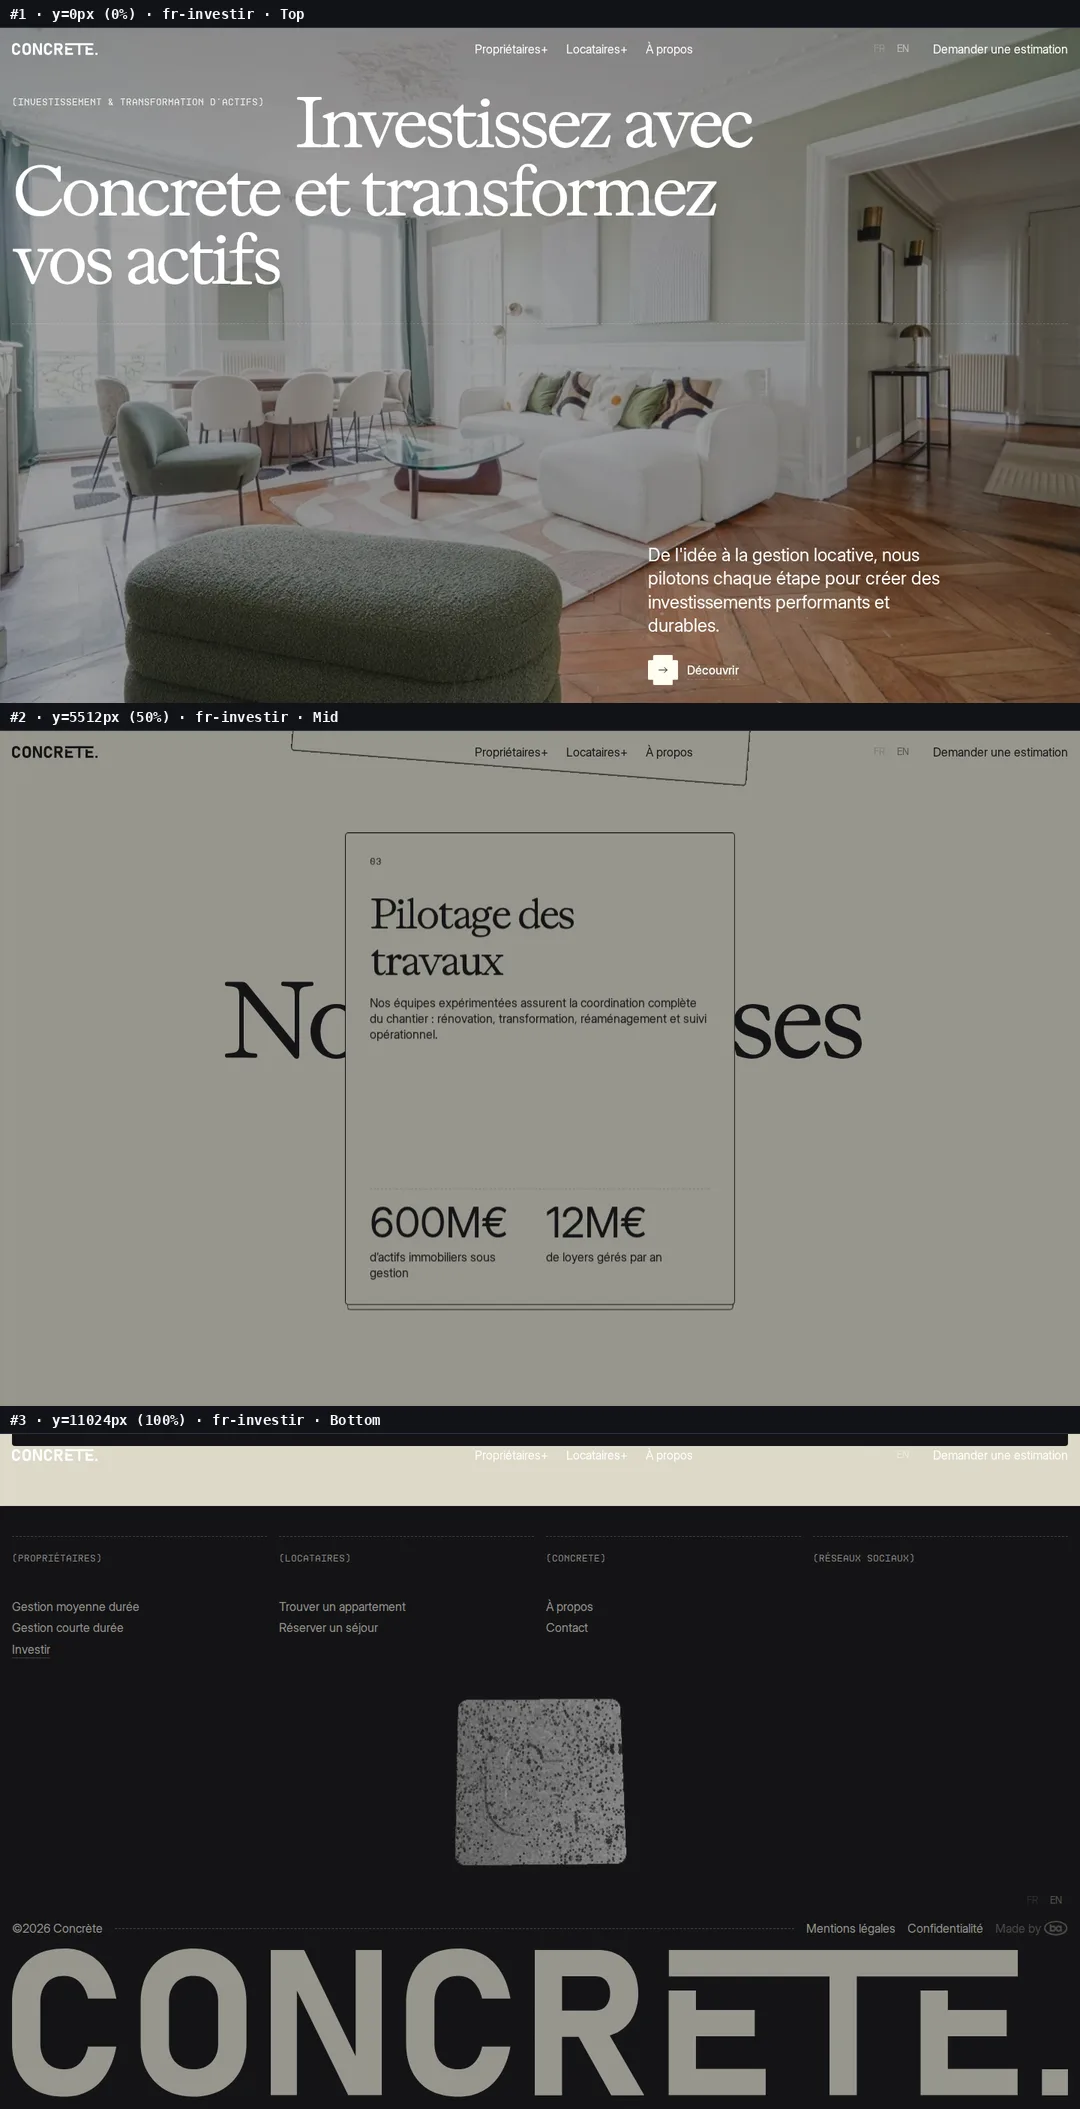 #1 · y=0px (0%) · fr-investir · Top
CONCRETE.
Propriétaires+ Locataires+ À propos
FR EN Demander une estimation
(INVESTISSEMENT & TRANSFORMATION D'ACTIFS)
Investissez avec
Concrete et transformez
vos actifs
De l'idée à la gestion locative, nous
pilotons chaque étape pour créer des
investissements performants et
durables.
→ Découvrir
#2 · y=5512px (50%) · fr-investir · Mid
CONCRETE.
Propriétaires+ Locataires+ À propos
FR EN Demander une estimation
03
Pilotage des
travaux
Nos équipes expérimentées assurent la coordination complète
du chantier : rénovation, transformation, réaménagement et suivi
opérationnel.
600M€ 12M€
d'actifs immobiliers sous
gestion
de loyers gérés par an
#3 · y=11024px (100%) · fr-investir · Bottom
CONCRETE.
Propriétaires+ Locataires+ À propos
EN Demander une estimation
(PROPRIÉTAIRES) (LOCATAIRES) (CONCRETE) (RÉSEAUX SOCIAUX)
Gestion moyenne durée
Gestion courte durée
Investir
Trouver un appartement
Réserver un séjour
À propos
Contact
FR EN
©2026 Concrète
Mentions légales Confidentialité Made by ba
CONCRETE.